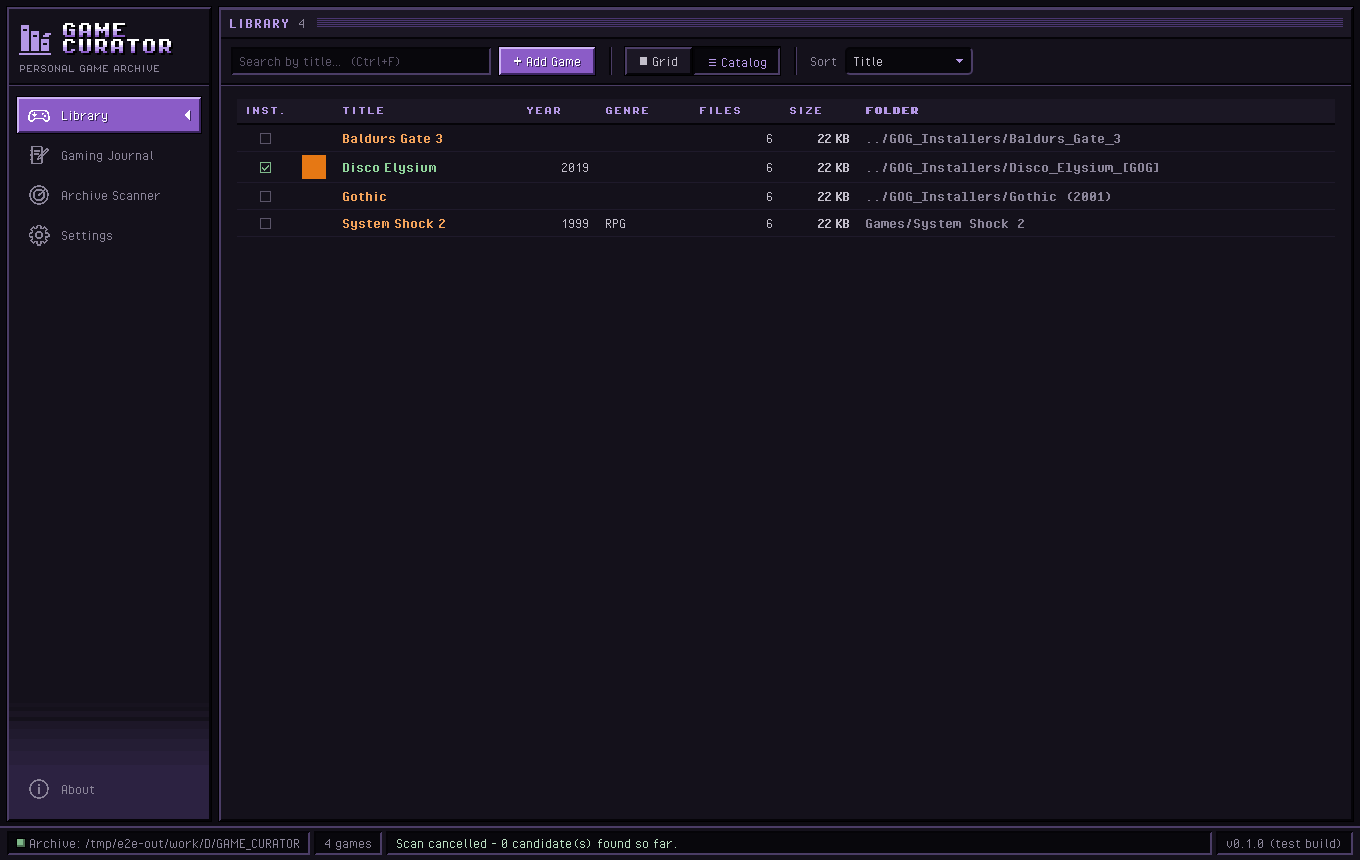 GAME
CURATOR
PERSONAL GAME ARCHIVE
Library
Gaming Journal
Archive Scanner
Settings
About
LIBRARY 4
Search by title... (Ctrl+F)
+ Add Game
Grid
Catalog
Sort
Title
INST. TITLE YEAR GENRE FILES SIZE FOLDER
Baldurs Gate 3 6 22 KB ../GOG_Installers/Baldurs_Gate_3
Disco Elysium 2019 6 22 KB ../GOG_Installers/Disco_Elysium_[GOG]
Gothic 6 22 KB ../GOG_Installers/Gothic (2001)
System Shock 2 1999 RPG 6 22 KB Games/System Shock 2
Archive: /tmp/e2e-out/work/D/GAME_CURATOR
4 games
Scan cancelled - 0 candidate(s) found so far.
v0.1.0 (test build)